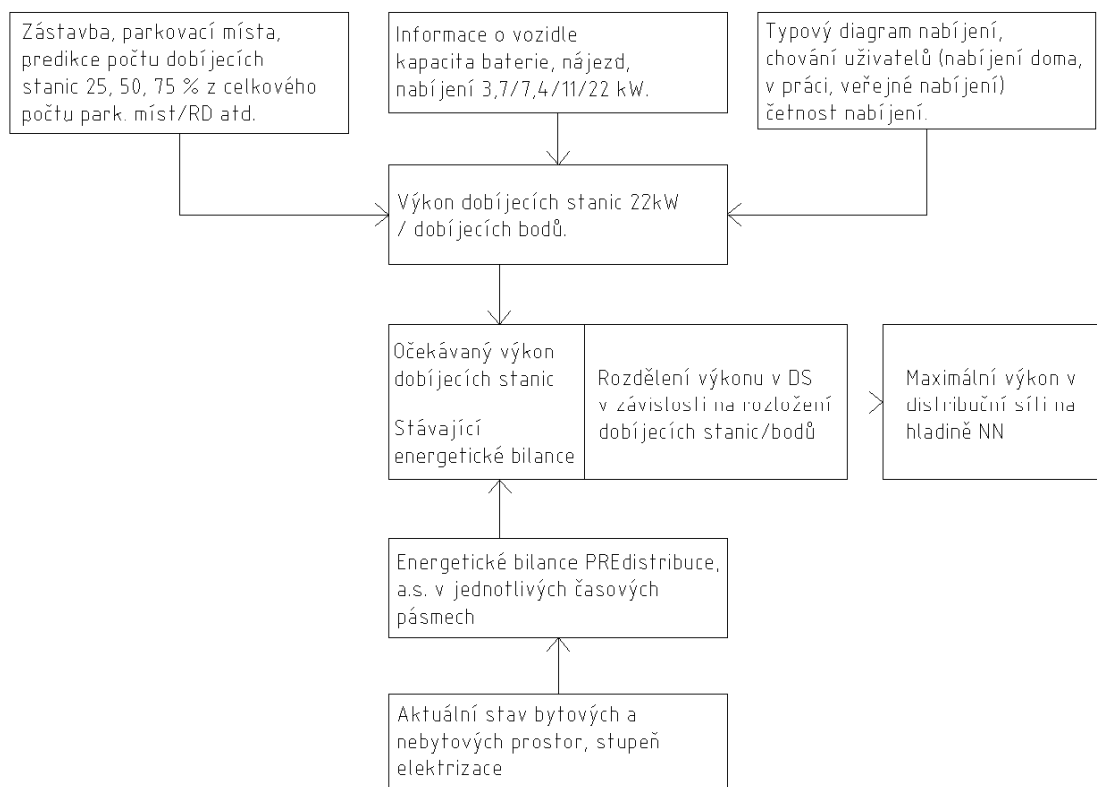 Zástavba, parkovací místa,
predikce počtu dobíjecích
stanic 25, 50, 75 % z celkového
počtu park. míst/RD atd.
Informace o vozidle
kapacita baterie, nájezd,
nabíjení 3,7/7,4/11/22 kW.
Typový diagram nabíjení,
chování uživatelů (nabíjení doma,
v práci, veřejné nabíjení)
četnost nabíjení.
Výkon dobíjecích stanic 22kW
/ dobíjecích bodů.
Očekávaný výkon
dobíjecích stanic
Stávající
energetické bilance
Rozdělení výkonu v DS
v závislosti na rozložení
dobíjecích stanic/bodů
Maximální výkon v
distribuční síti na
hladině NN
Energetické bilance PREdistribuce,
a.s. v jednotlivých časových
pásmech
Aktuální stav bytových a
nebytových prostor, stupeň
elektrizace